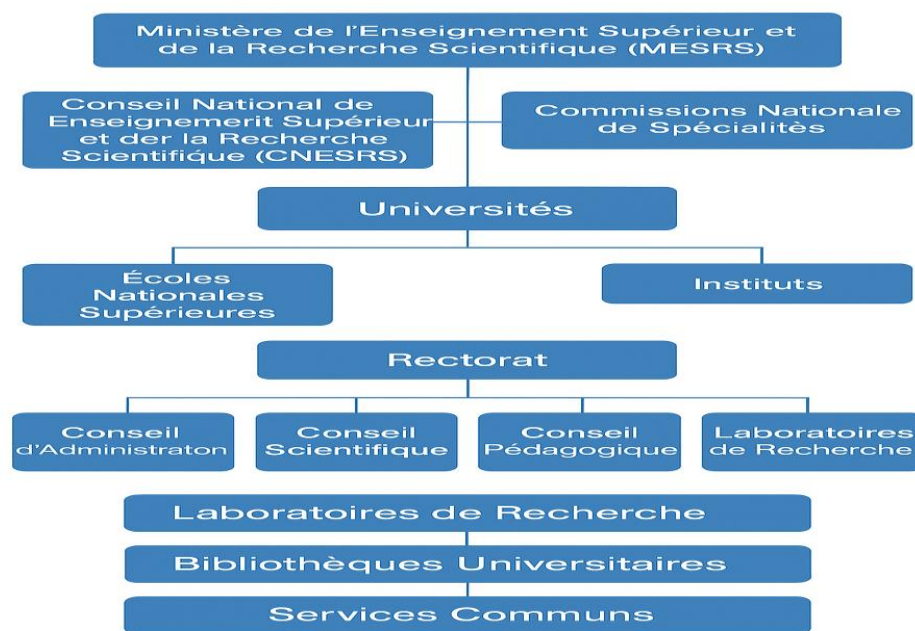 Ministère de l'Enseignement Supérieur et
de la Recherche Scientifique (MESRS)
Conseil National de
Enseignemerit Supérieur
et der la Recherche
Scientifique (CNESRS)
Commissions Nationale
de Spécialitès
Universités
Écoles
Nationales
Supérieures
Instituts
Rectorat
Conseil
d'Administraton
Conseil
Scientifique
Conseil
Pédagogique
Laboratoires
de Recherche
Laboratoires de Recherche
Bibliothèques Universitaires
Services Communs